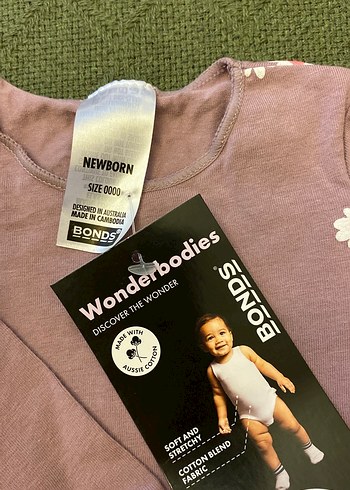 NEWBORN
SIZE 0000
DESIGNED IN AUSTRALIA
MADE IN CAMBODIA
BONDS
Wonderbodies
DISCOVER THE WONDER
MADE WITH
AUSSIE COTTON
BONDS
SOFT AND
STRETCHY
COTTON BLEND
FABRIC